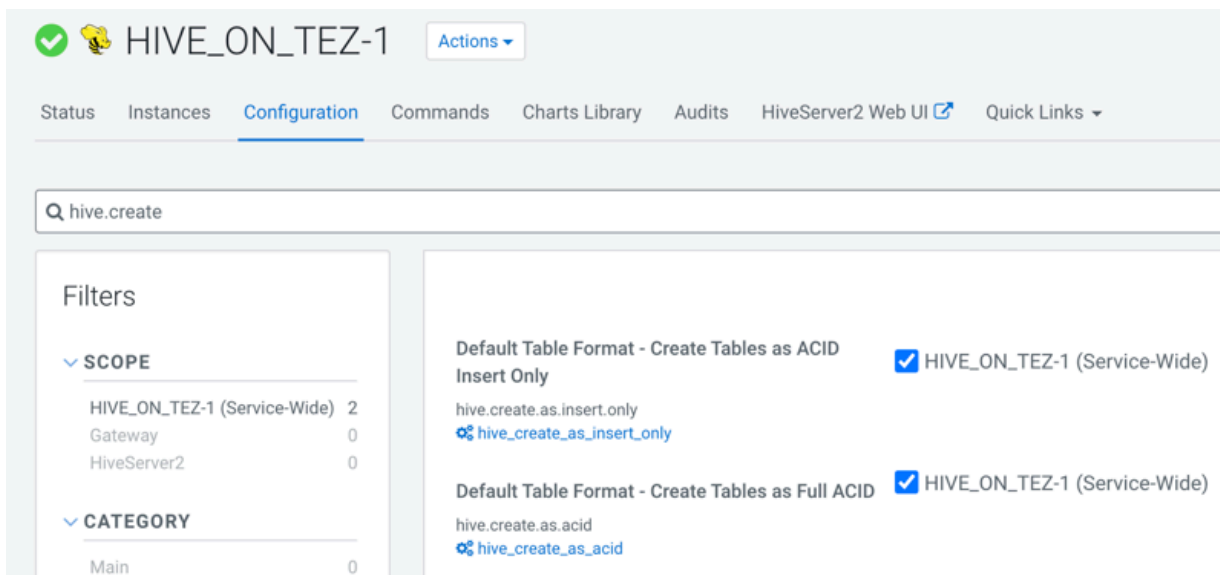 HIVE_ON_TEZ-1
Actions
Status Instances Configuration Commands Charts Library Audits HiveServer2 Web UI Quick Links
hive.create
Filters
SCOPE
HIVE_ON_TEZ-1 (Service-Wide) 2
Gateway 0
HiveServer2 0
CATEGORY
Main 0
Default Table Format - Create Tables as ACID
Insert Only
hive.create.as.insert.only
hive_create_as_insert_only
HIVE_ON_TEZ-1 (Service-Wide)
Default Table Format - Create Tables as Full ACID
hive.create.as.acid
hive_create_as_acid
HIVE_ON_TEZ-1 (Service-Wide)